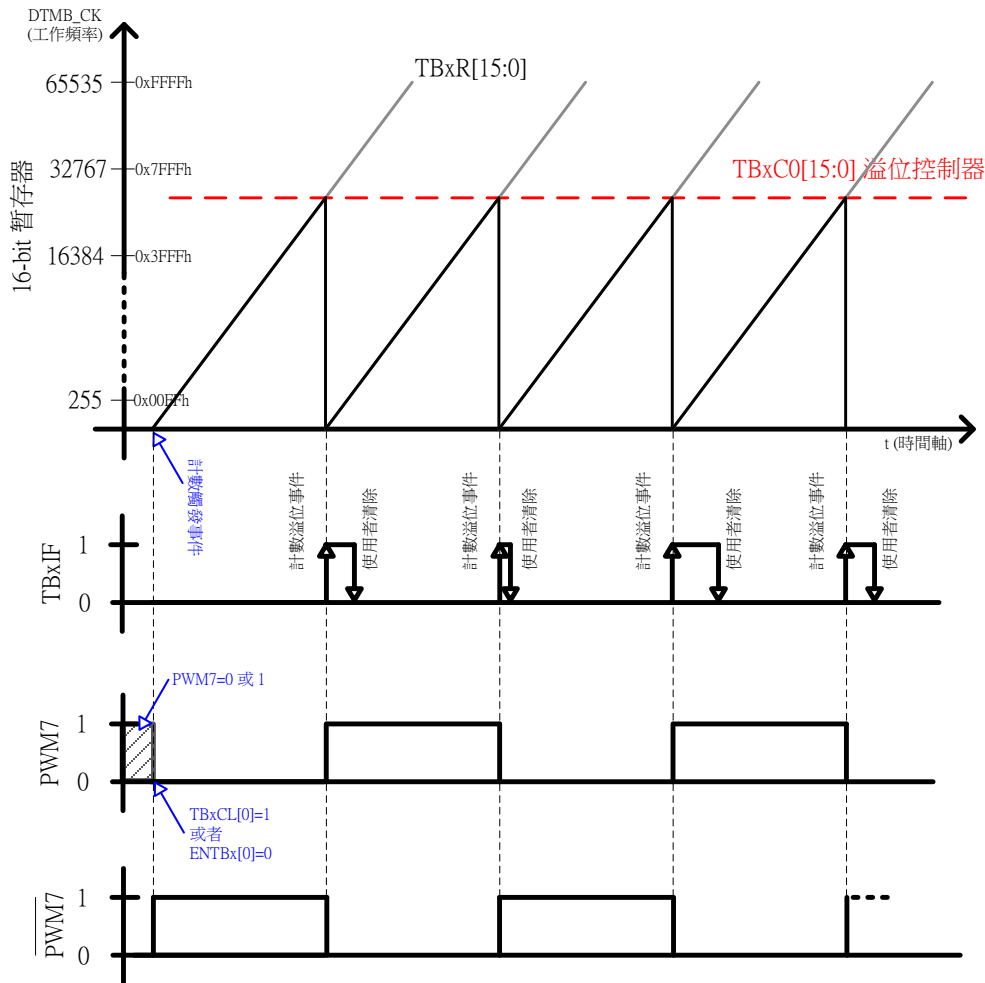 DTMB_CK
(工作頻率)
65535
0xFFFFh
TBxR[15:0]
32767
0x7FFFh
TBxC0[15:0] 溢位控制器
16-bit 暫存器
16384
0x3FFFh
255
0x00FFh
t (時間軸)
計數觸發事件
計數溢位事件
使用者清除
計數溢位事件
使用者清除
計數溢位事件
使用者清除
計數溢位事件
使用者清除
TBxIF
1
0
PWM7=0 或 1
PWM7
1
0
TBxCL[0]=1
或者
ENTBx[0]=0
PWM7
1
0